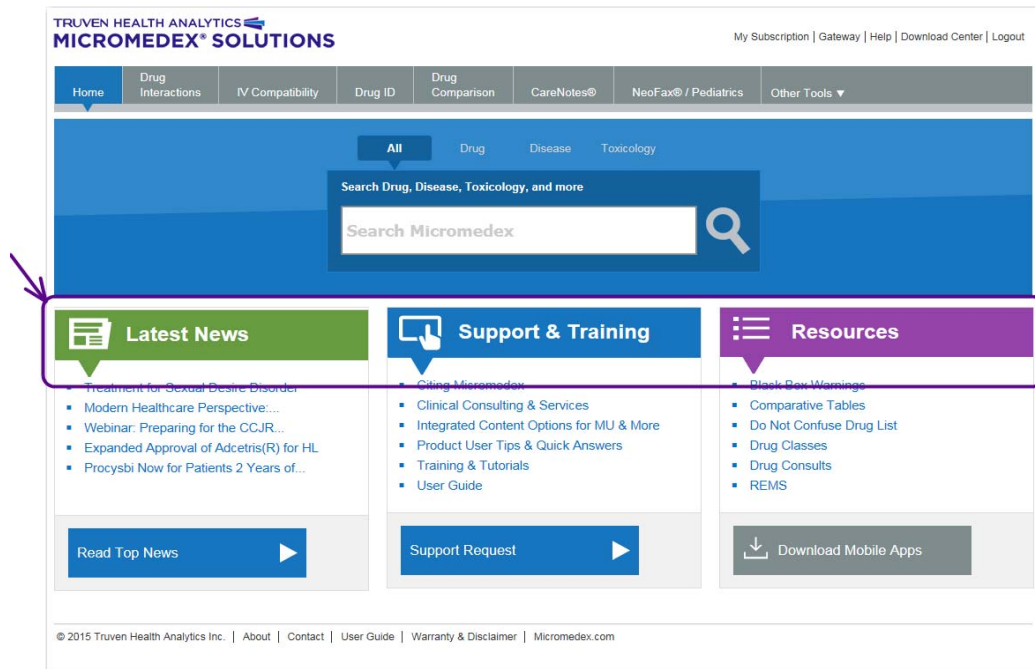 TRUVEN HEALTH ANALYTICS
MICROMEDEX® SOLUTIONS
My Subscription | Gateway | Help | Download Center | Logout
Home
Drug
Interactions
IV Compatibility
Drug ID
Drug
Comparison
CareNotes®
NeoFax® / Pediatrics
Other Tools ▼
All
Drug
Disease
Toxicology
Search Drug, Disease, Toxicology, and more
Search Micromedex
Latest News
Treatment for Sexual Desire Disorder
Modern Healthcare Perspective:...
Webinar: Preparing for the CCJR...
Expanded Approval of Adcetris(R) for HL
Procysbi Now for Patients 2 Years of...
Read Top News
Support & Training
Citing Micromedex
Clinical Consulting & Services
Integrated Content Options for MU & More
Product User Tips & Quick Answers
Training & Tutorials
User Guide
Support Request
Resources
Black Box Warnings
Comparative Tables
Do Not Confuse Drug List
Drug Classes
Drug Consults
REMS
Download Mobile Apps
© 2015 Truven Health Analytics Inc. | About | Contact | User Guide | Warranty & Disclaimer | Micromedex.com